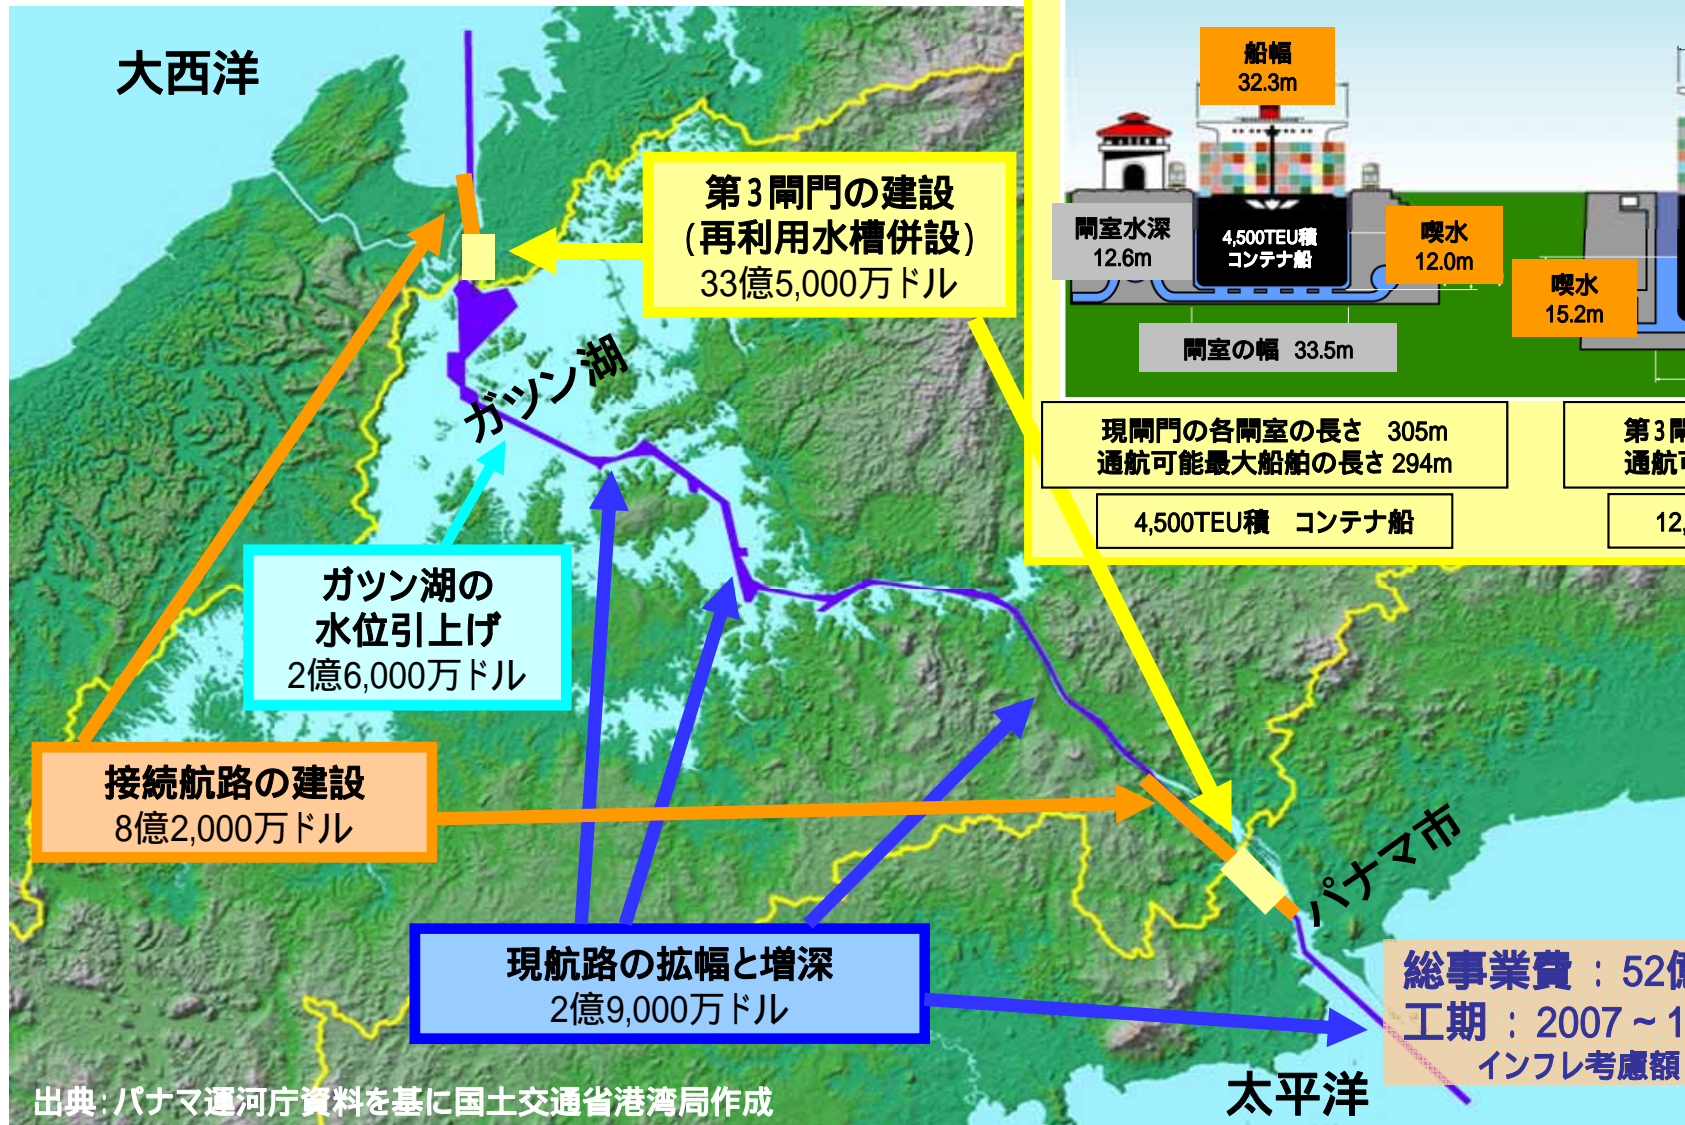 大西洋
船幅
32.3m
第3閘門の建設
(再利用水槽併設)
33億5,000万ドル
閘室水深
12.6m
4,500TEU積
コンテナ船
喫水
12.0m
喫水
15.2m
閘室の幅 33.5m
ガツン湖
現閘門の各閘室の長さ 305m
通航可能最大船舶の長さ 294m
第3閘
通航可
4,500TEU積 コンテナ船
12,
ガツン湖の
水位引上げ
2億6,000万ドル
接続航路の建設
8億2,000万ドル
パナマ市
現航路の拡幅と増深
2億9,000万ドル
総事業費：52億
工期：2007～1
インフレ考慮額
太平洋
出典：パナマ運河庁資料を基に国土交通省港湾局作成